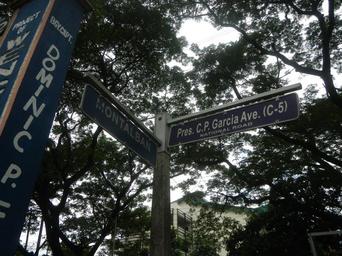 PROJECT OF
DOMINIC P.
MONTALBAN
Pres. C.P. Garcia Ave. (C-5)
NATIONAL ROAD